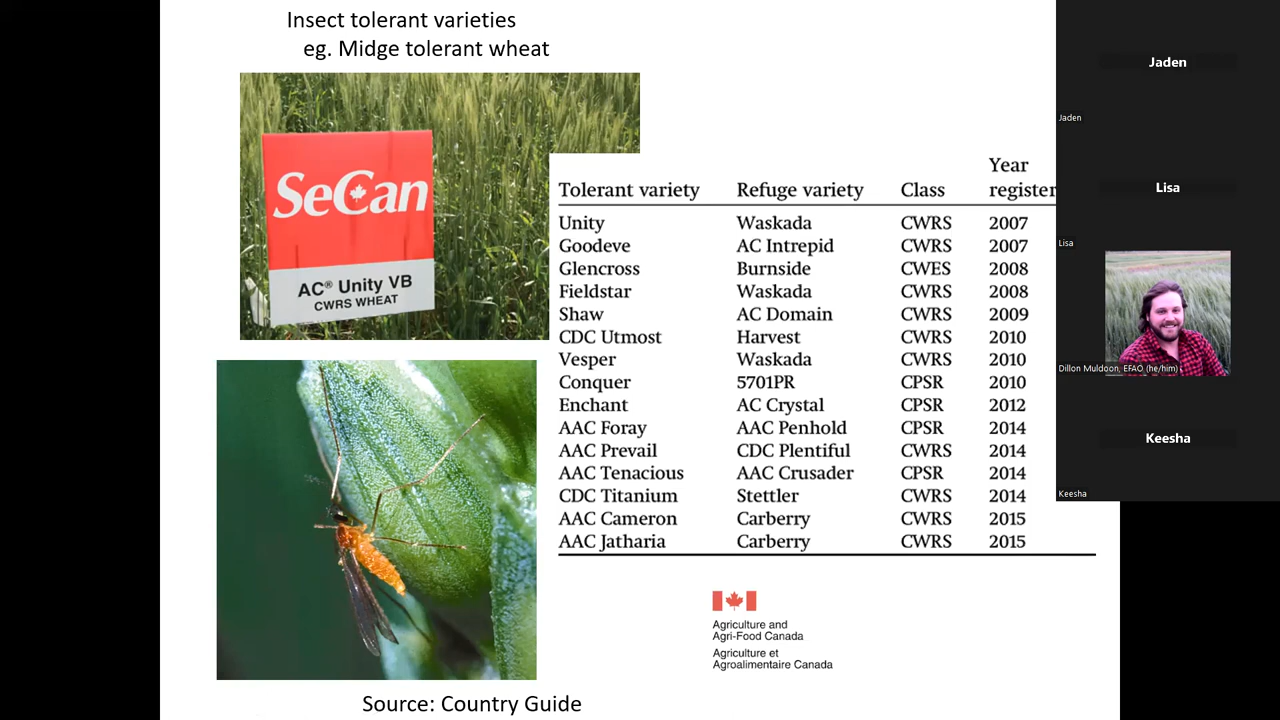 Insect tolerant varieties
eg. Midge tolerant wheat
SeCan
AC® Unity VB
CWRS WHEAT
Tolerant variety Refuge variety Class Year register
Unity Waskada CWRS 2007
Goodeve AC Intrepid CWRS 2007
Glencross Burnside CWES 2008
Fieldstar Waskada CWRS 2008
Shaw AC Domain CWRS 2009
CDC Utmost Harvest CWRS 2010
Vesper Waskada CWRS 2010
Conquer 5701PR CPSR 2010
Enchant AC Crystal CPSR 2012
AAC Foray AAC Penhold CPSR 2014
AAC Prevail CDC Plentiful CWRS 2014
AAC Tenacious AAC Crusader CPSR 2014
CDC Titanium Stettler CWRS 2014
AAC Cameron Carberry CWRS 2015
AAC Jatharia Carberry CWRS 2015
Agriculture and
Agri-Food Canada
Agriculture et
Agroalimentaire Canada
Source: Country Guide
Jaden
Jaden
Lisa
Lisa
Dillon Muldoon, EFAO (he/him)
Keesha
Keesha